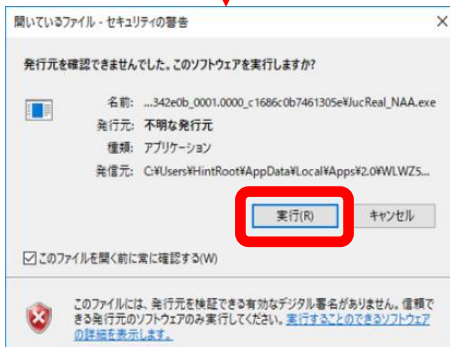 開いているファイル - セキュリティの警告
発行元を確認できませんでした。このソフトウェアを実行しますか?
名前: ...342e0b_0001.0000_c1686c0b7461305e¥JucReal_NAA.exe
発行元: 不明な発行元
種類: アプリケーション
発信元: C:¥Users¥HintRoot¥AppData¥Local¥Apps¥2.0¥WLWZ5...
実行(R) キャンセル
このファイルを開く前に常に確認する(W)
このファイルには、発行元を検証できる有効なデジタル署名がありません。信頼で
きる発行元のソフトウェアのみ実行してください。実行することのできるソフトウェア
の詳細を表示します。